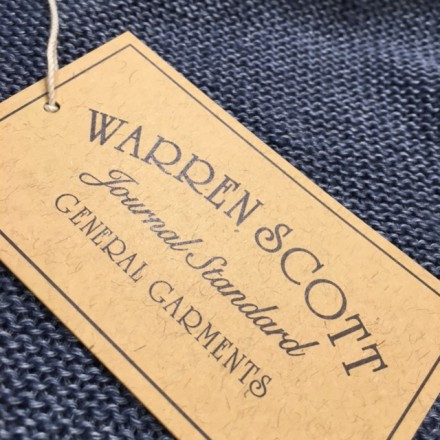 WARREN SCOTT
Journal Standard
GENERAL GARMENTS